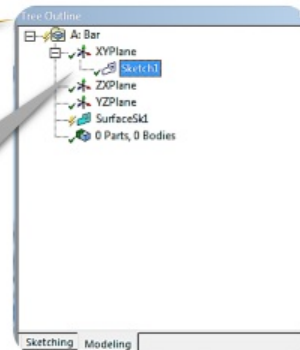 Tree Outline
A: Bar
XYPlane
Sketch1
ZXPlane
YZPlane
SurfaceSk1
0 Parts, 0 Bodies
Sketching Modeling